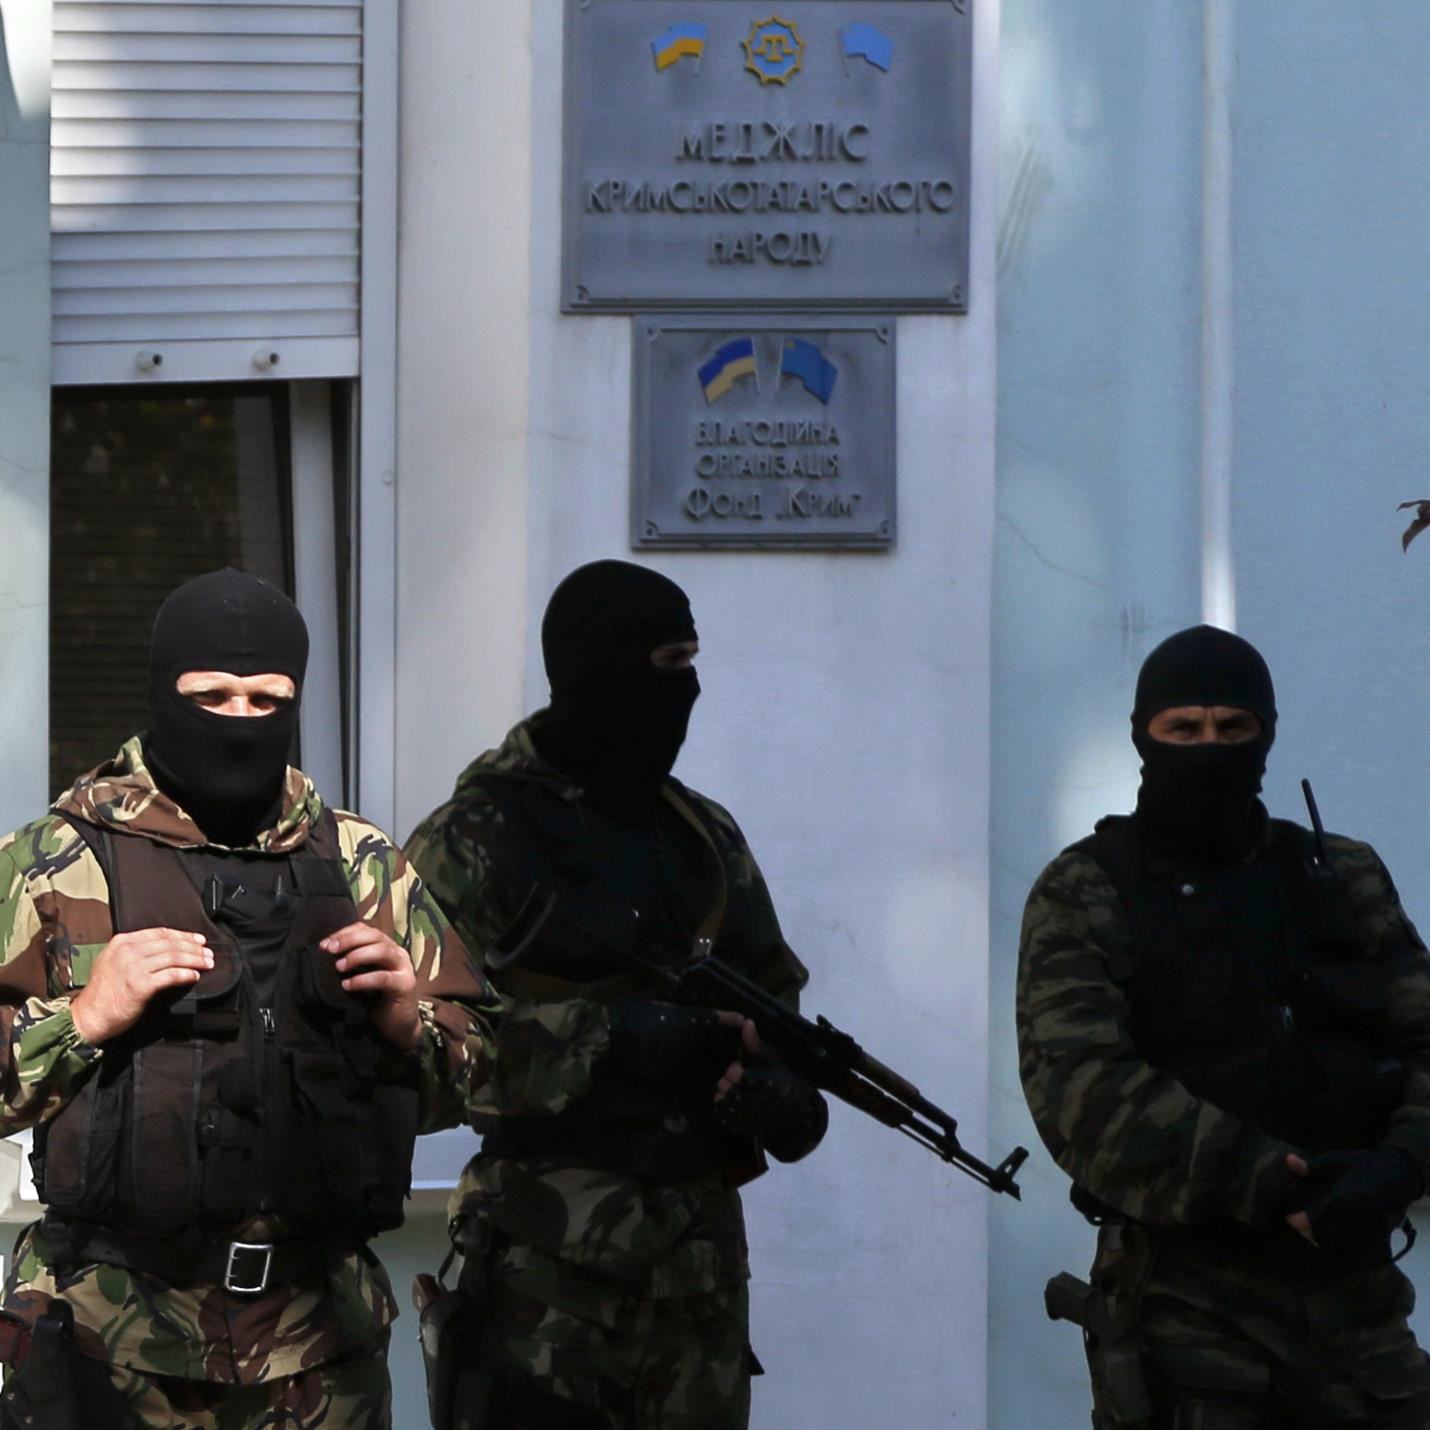 МЕДЖЛІС
КРИМСЬКОТАТАРСЬКОГО
НАРОДУ
БЛАГОДІЙНА
ОРГАНІЗАЦІЯ
ФОНД „КРИМ"